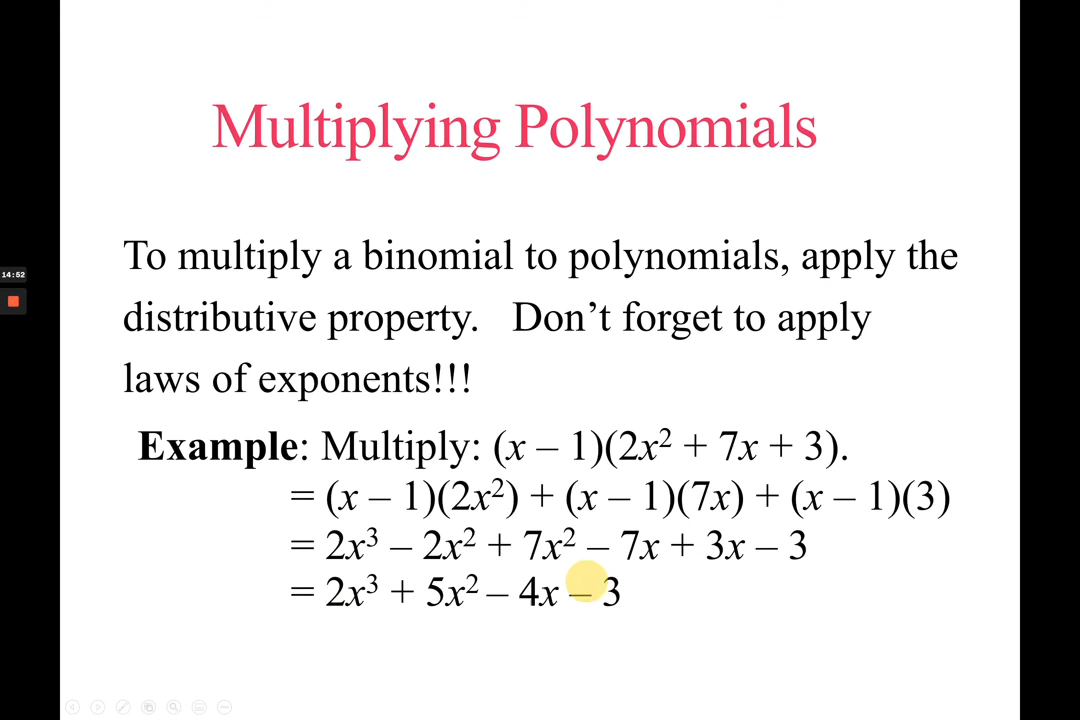 Multiplying Polynomials
To multiply a binomial to polynomials, apply the
distributive property. Don’t forget to apply
14:52
laws of exponents!!!
Example: Multiply: (x – 1)(2x² + 7x + 3).
= (x – 1)(2x²) + (x – 1)(7x) + (x – 1)(3)
= 2x³ – 2x² + 7x² – 7x + 3x – 3
= 2x³ + 5x² – 4x – 3